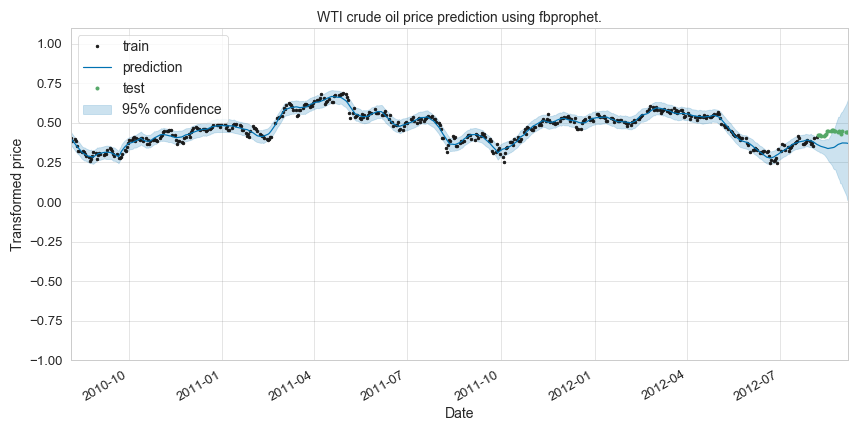 WTI crude oil price prediction using fbprophet.
train
prediction
test
95% confidence
Transformed price
1.00
0.75
0.50
0.25
0.00
−0.25
−0.50
−0.75
−1.00
2010-10
2011-01
2011-04
2011-07
2011-10
2012-01
2012-04
2012-07
Date